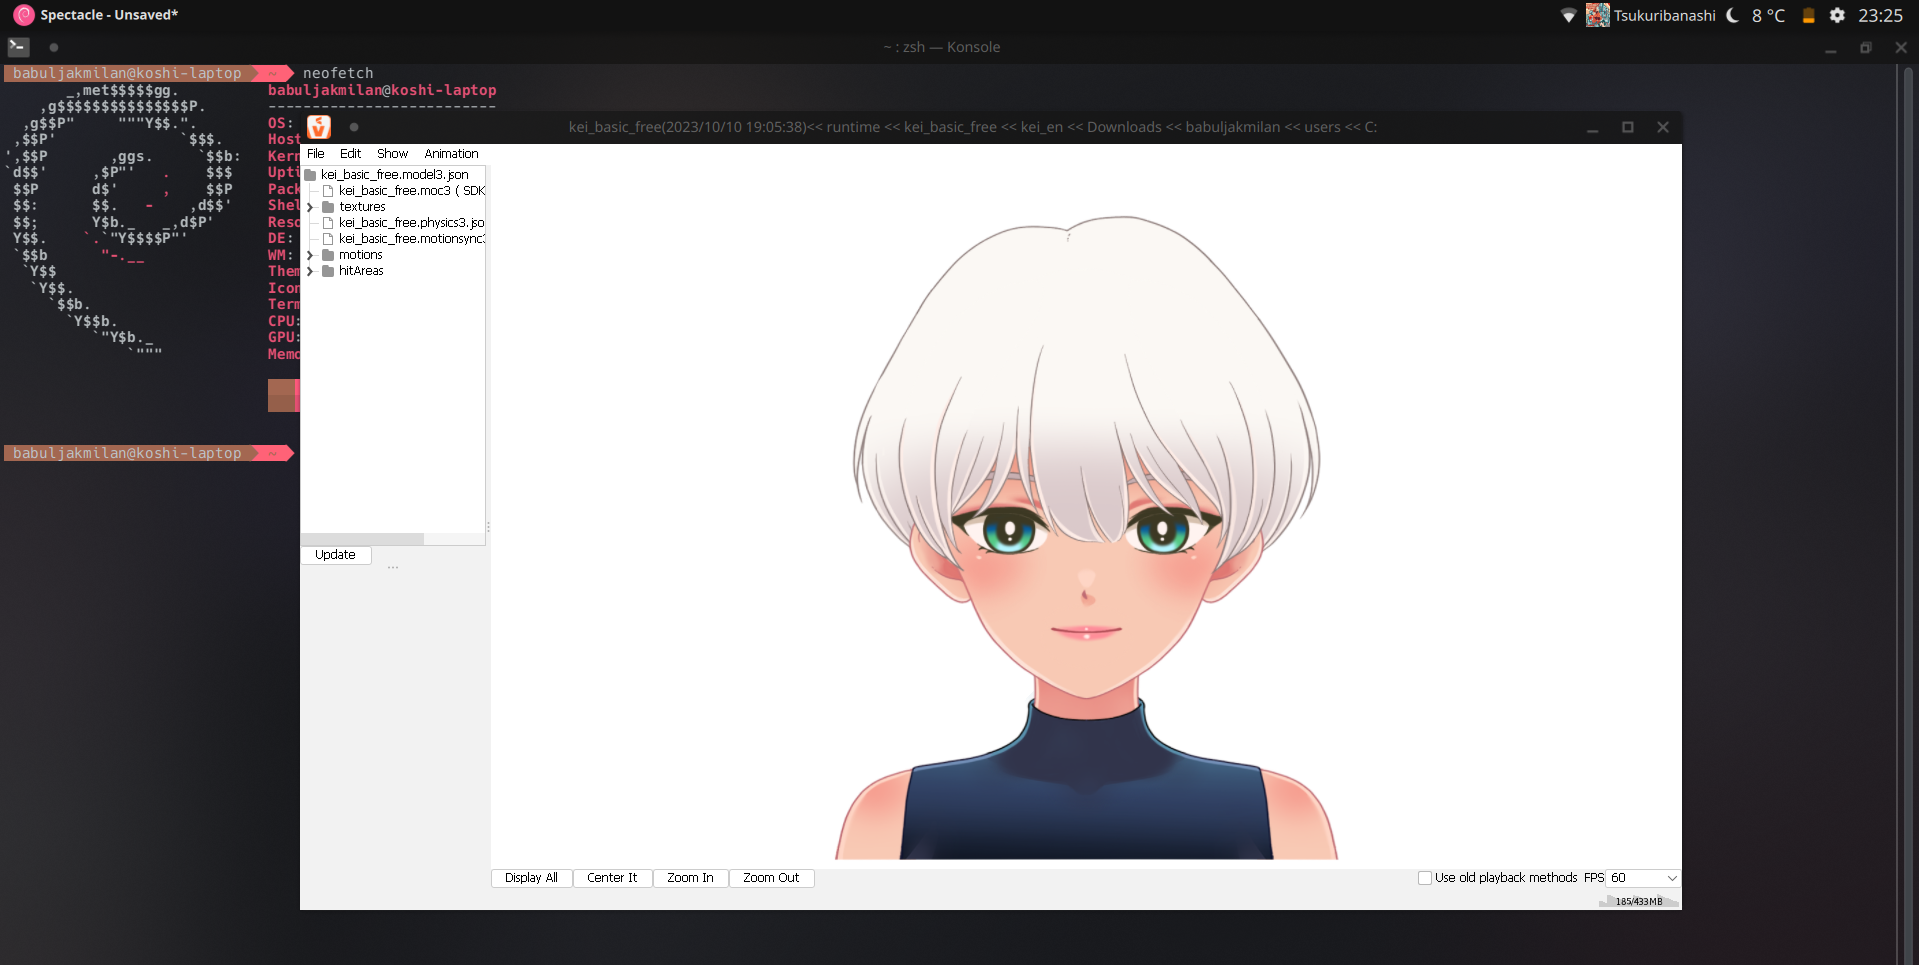 Spectacle - Unsaved*
Tsukuribanashi 8 °C 23:25
~ : zsh — Konsole
babuljakmilan@koshi-laptop ~ neofetch
babuljakmilan@koshi-laptop
--------------------------
_,met$$$$$gg.
,g$$$$$$$$$$$$$$$P.
,g$$P" """Y$$.".
,$$P' `$$$.
',$$P ,ggs. `$$b:
`d$$' ,$P"' . $$$
$$P d$' , $$P
$$: $$. - ,d$$'
$$; Y$b._ _,d$P'
Y$$. `.`"Y$$$$P"'
`$$b "-.__
`Y$$
`Y$$.
`$$b.
`Y$$b.
`"Y$b._
`"""
OS:
Host
Kern
Upti
Pack
Shel
Reso
DE:
WM:
Them
Icon
Term
CPU:
GPU:
Memo
babuljakmilan@koshi-laptop ~
kei_basic_free(2023/10/10 19:05:38)<< runtime << kei_basic_free << kei_en << Downloads << babuljakmilan << users << C:
File Edit Show Animation
kei_basic_free.model3.json
kei_basic_free.moc3 ( SDK
textures
kei_basic_free.physics3.jso
kei_basic_free.motionsync3
motions
hitAreas
Update
...
Display All Center It Zoom In Zoom Out
Use old playback methods FPS 60
185/433MB